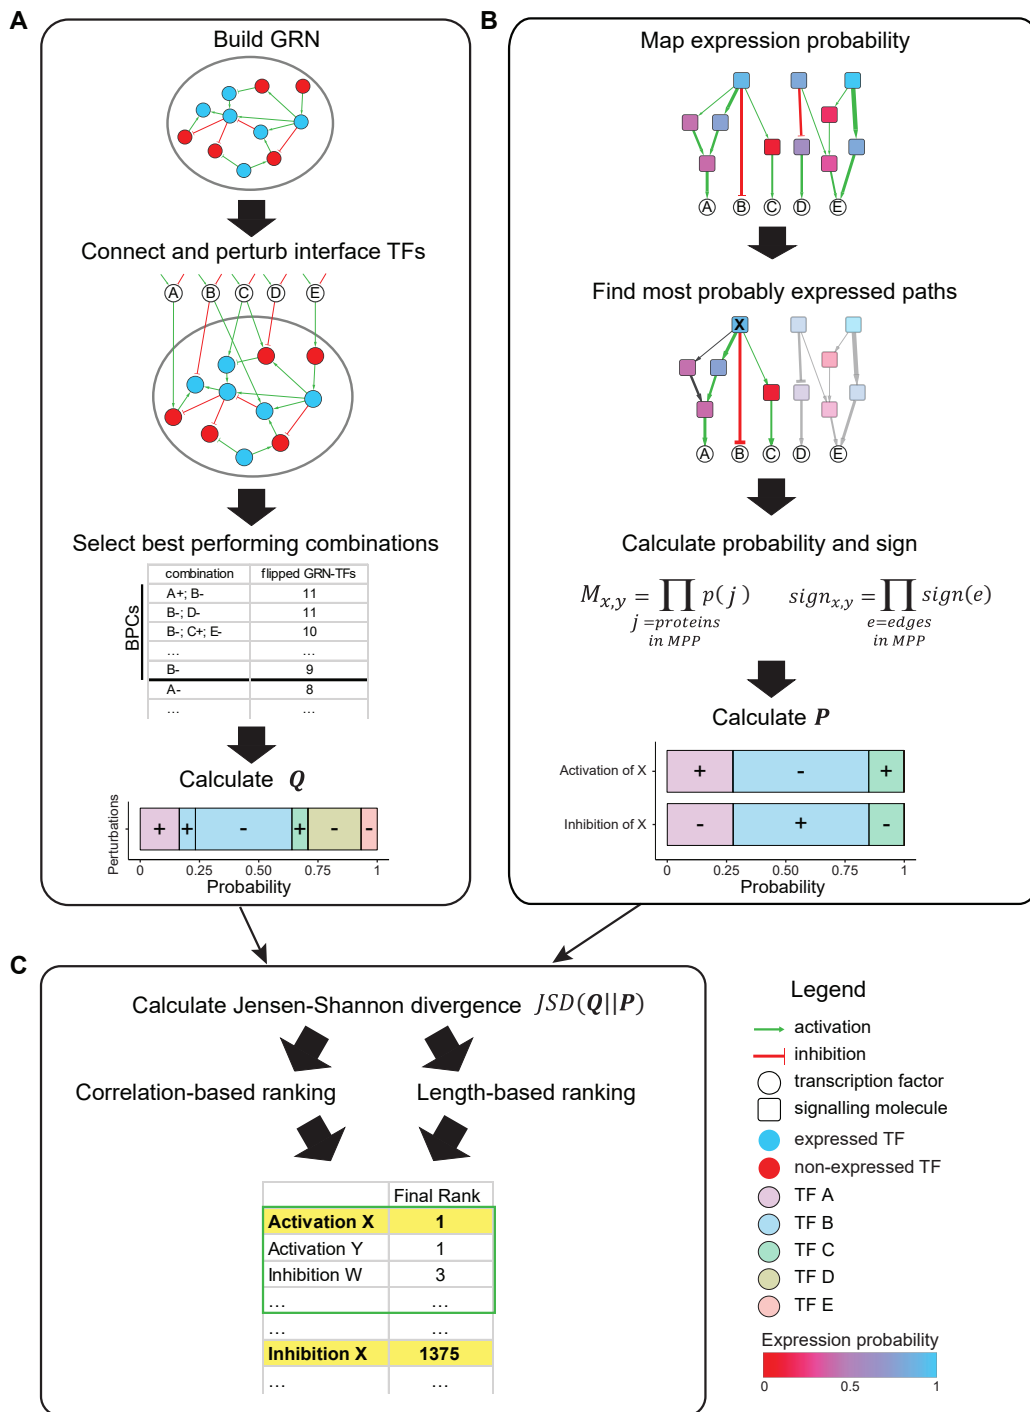 A
Build GRN
Connect and perturb interface TFs
A B C D E
Select best performing combinations
combination flipped GRN-TFs
A+; B- 11
B-; D- 11
B-; C+; E- 10
... ...
B- 9
A- 8
... ...
BPCs
Calculate Q
Perturbations
+ + - + - -
0 0.25 0.50 0.75 1
Probability
B
Map expression probability
A B C D E
Find most probably expressed paths
X
A B C D E
Calculate probability and sign
M_{x,y} = ∏ p(j) sign_{x,y} = ∏ sign(e)
j=proteins e=edges
in MPP in MPP
Calculate P
Activation of X + - +
Inhibition of X - + -
0 0.25 0.50 0.75 1
Probability
C
Calculate Jensen-Shannon divergence JSD(Q||P)
Correlation-based ranking Length-based ranking
Final Rank
Activation X 1
Activation Y 1
Inhibition W 3
... ...
... ...
Inhibition X 1375
... ...
Legend
activation
inhibition
transcription factor
signalling molecule
expressed TF
non-expressed TF
TF A
TF B
TF C
TF D
TF E
Expression probability
0 0.5 1